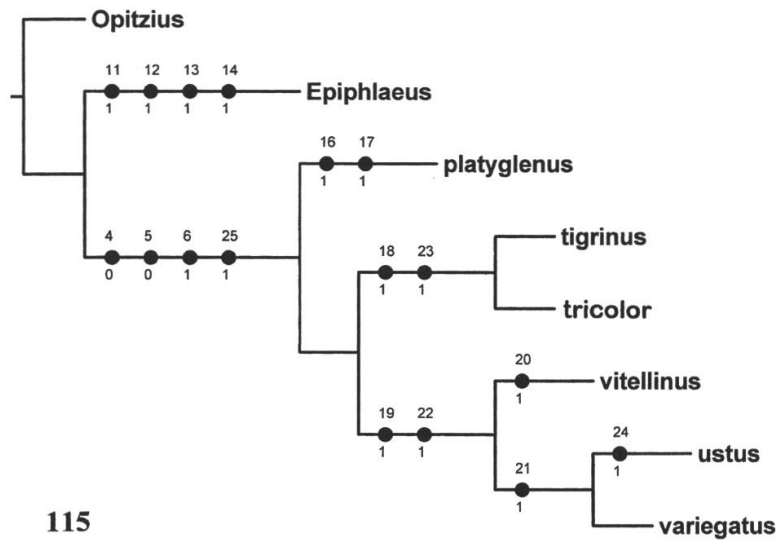 Opitzius
11 12 13 14
Epiphlaeus
1 1 1 1
16 17
platyglenus
1 1
4 5 6 25
0 0 1 1
tigrinus
18 23
1 1
tricolor
20
vitellinus
1
19 22
1 1
24
ustus
1
21
1
variegatus
115